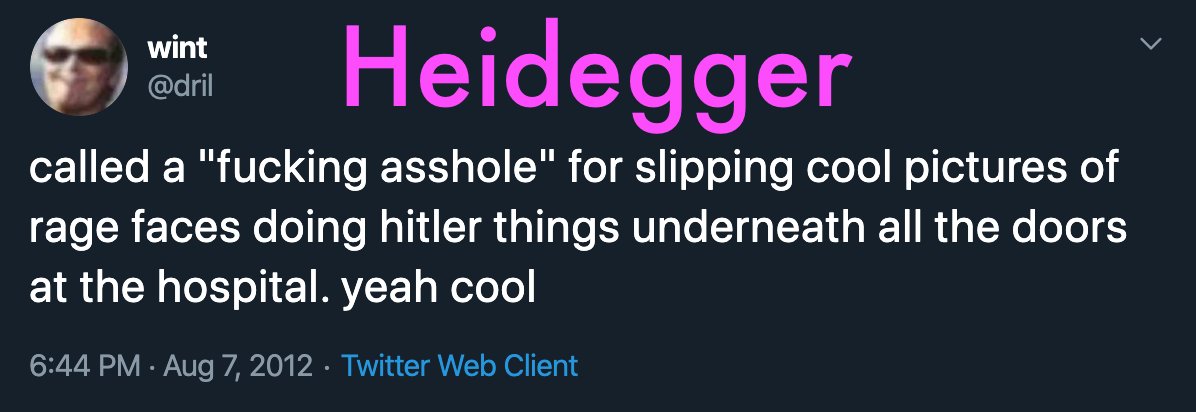 wint
Heidegger
@dril
called a "fucking asshole" for slipping cool pictures of
rage faces doing hitler things underneath all the doors
at the hospital. yeah cool
6:44 PM · Aug 7, 2012 · Twitter Web Client